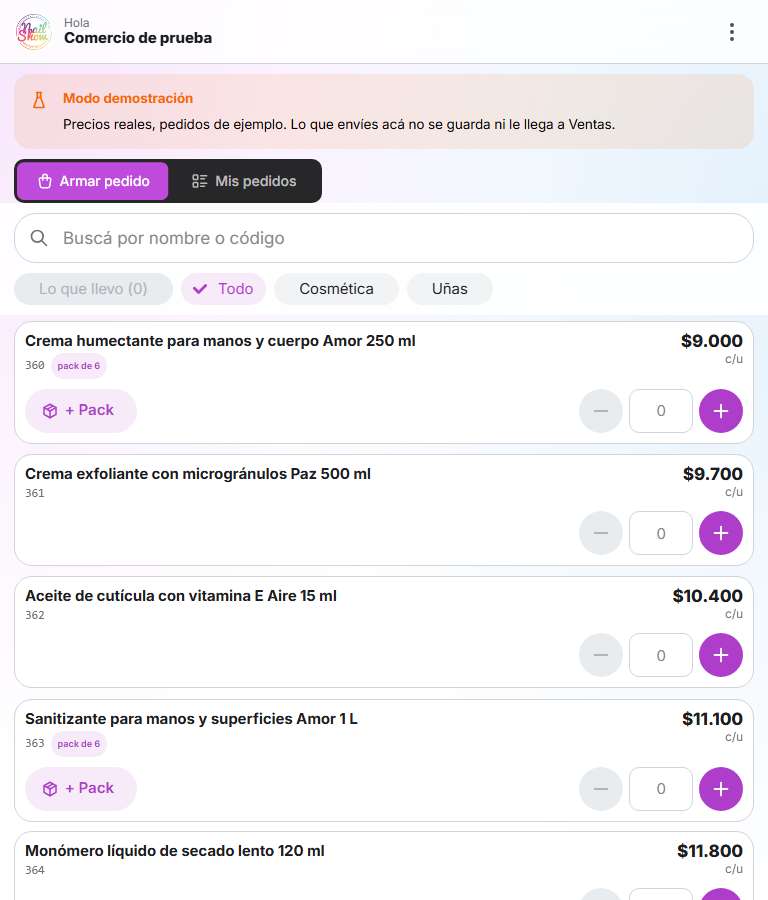 Nail
Show
Hola
Comercio de prueba
Modo demostración
Precios reales, pedidos de ejemplo. Lo que envíes acá no se guarda ni le llega a Ventas.
Armar pedido
Mis pedidos
Buscá por nombre o código
Lo que llevo (0)
Todo
Cosmética
Uñas
Crema humectante para manos y cuerpo Amor 250 ml
$9.000
360
pack de 6
c/u
+ Pack
0
Crema exfoliante con microgránulos Paz 500 ml
$9.700
361
c/u
0
Aceite de cutícula con vitamina E Aire 15 ml
$10.400
362
c/u
0
Sanitizante para manos y superficies Amor 1 L
$11.100
363
pack de 6
c/u
+ Pack
0
Monómero líquido de secado lento 120 ml
$11.800
364
c/u